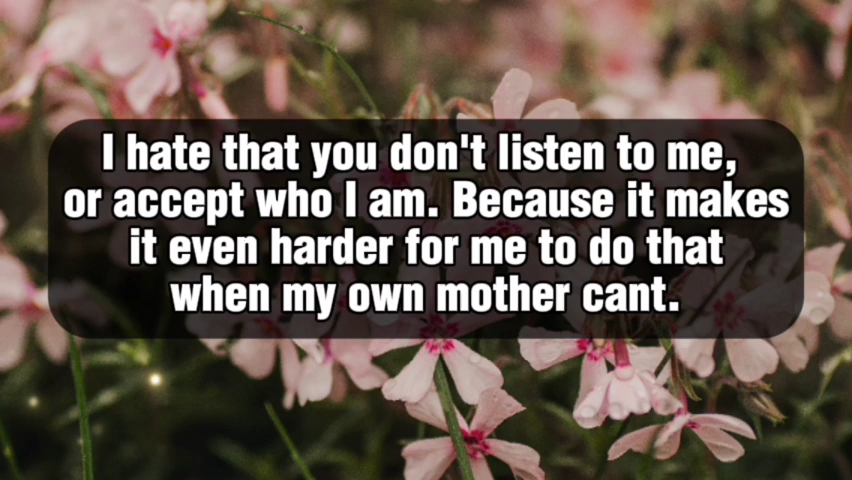 I hate that you don't listen to me,
or accept who I am. Because it makes
it even harder for me to do that
when my own mother cant.